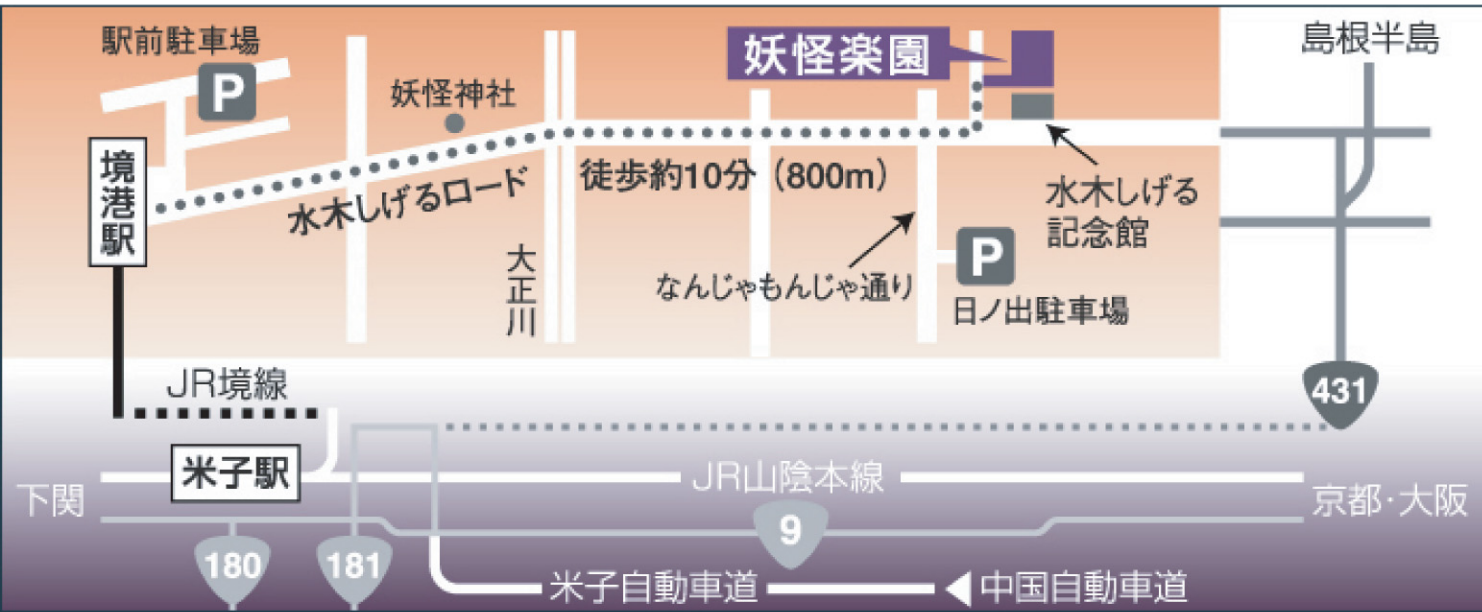 駅前駐車場
P
妖怪神社
妖怪楽園
島根半島
境港駅
水木しげるロード
徒歩約10分（800m）
水木しげる
記念館
大正川
なんじゃもんじゃ通り
P
日ノ出駐車場
JR境線
431
米子駅
JR山陰本線
下関
京都・大阪
9
180
181
米子自動車道
中国自動車道